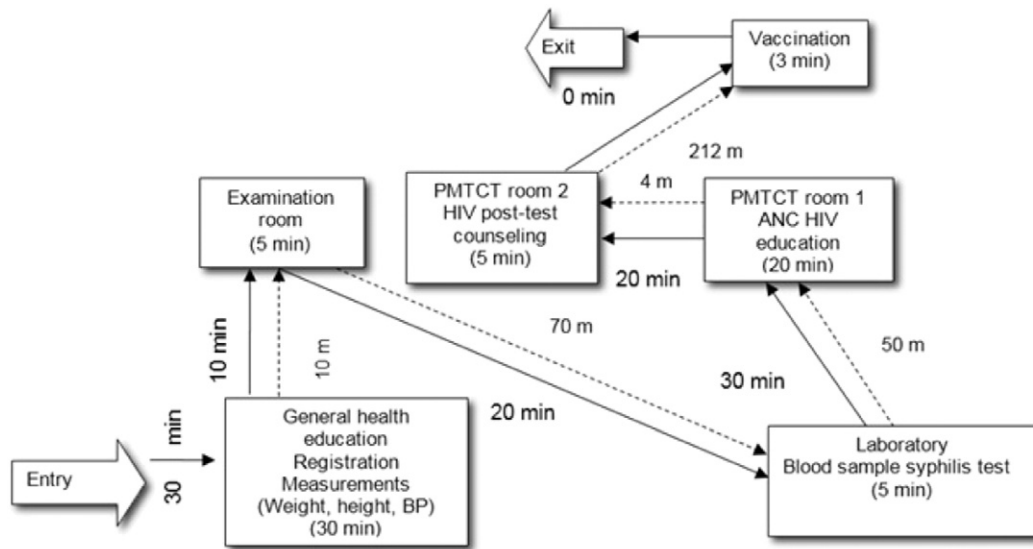 Exit
Vaccination
(3 min)
0 min
212 m
Examination
room
(5 min)
PMTCT room 2
HIV post-test
counseling
(5 min)
4 m
PMTCT room 1
ANC HIV
education
(20 min)
20 min
10 min
10 m
70 m
50 m
30 min
20 min
Entry
30 min
General health
education
Registration
Measurements
(Weight, height, BP)
(30 min)
Laboratory
Blood sample syphilis test
(5 min)